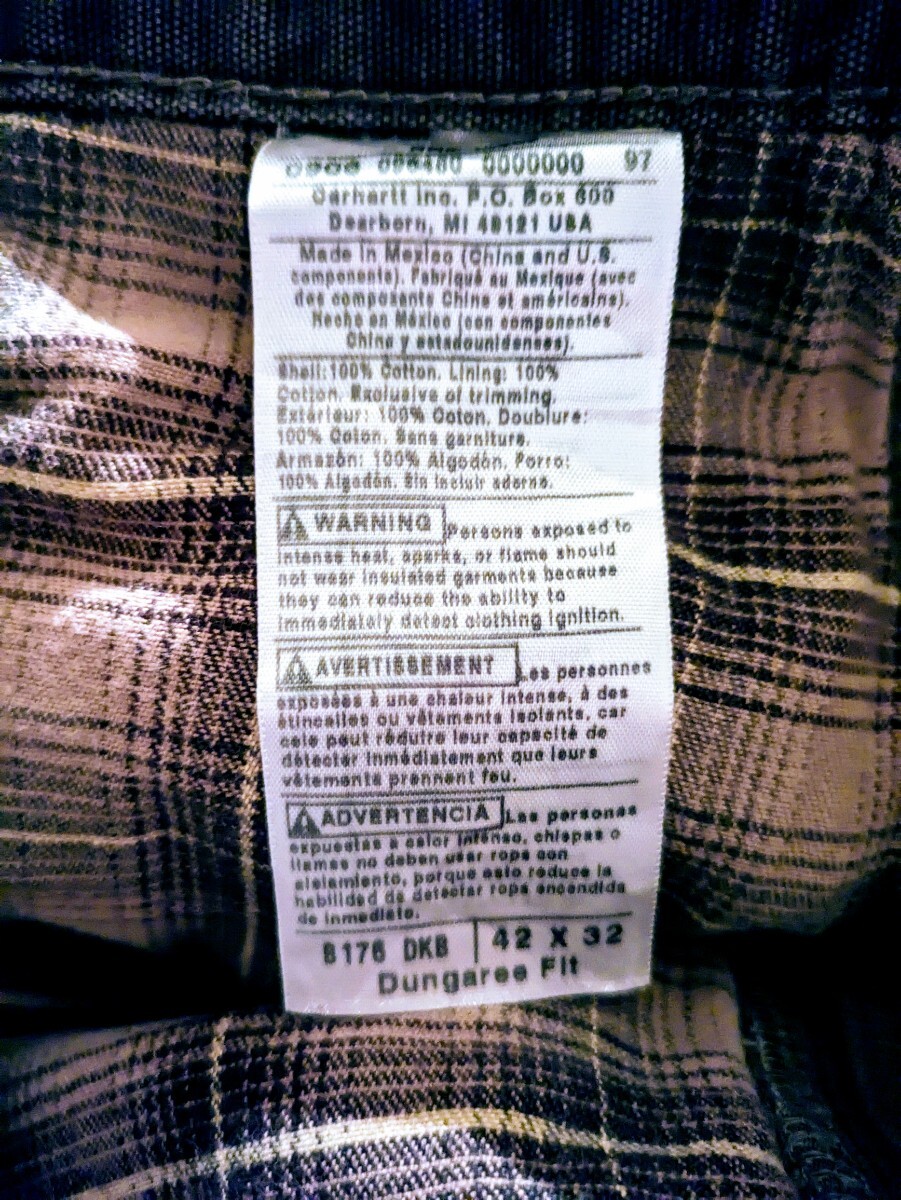 0000000 97
Carhartt Inc. P.O. Box 600
Dearborn, MI 48121 USA
Made in Mexico (China and U.S.
components). Fabriqué au Mexique (avec
des composants Chine et américains).
Hecho en México (con componentes
China y estadounidenses).
Shell:100% Cotton. Lining: 100%
Cotton. Exclusive of trimming.
Extérieur: 100% Coton. Doublure:
100% Coton. Sans garniture.
Armazón: 100% Algodón. Forro:
100% Algodón. Sin incluir adorno.
WARNING Persons exposed to
intense heat, sparks, or flame should
not wear insulated garments because
they can reduce the ability to
immediately detect clothing ignition.
AVERTISSEMENT Les personnes
exposées à une chaleur intense, à des
étincelles ou vêtements isolants, car
cela peut réduire leur capacité de
détecter immédiatement que leurs
vêtements prennent feu.
ADVERTENCIA Las personas
expuestas a calor intenso, chispas o
llamas no deben usar ropa con
aislamiento, porque esto reduce la
habilidad de detectar ropa encendida
de inmediato.
B176 DKB 42 X 32
Dungaree Fit